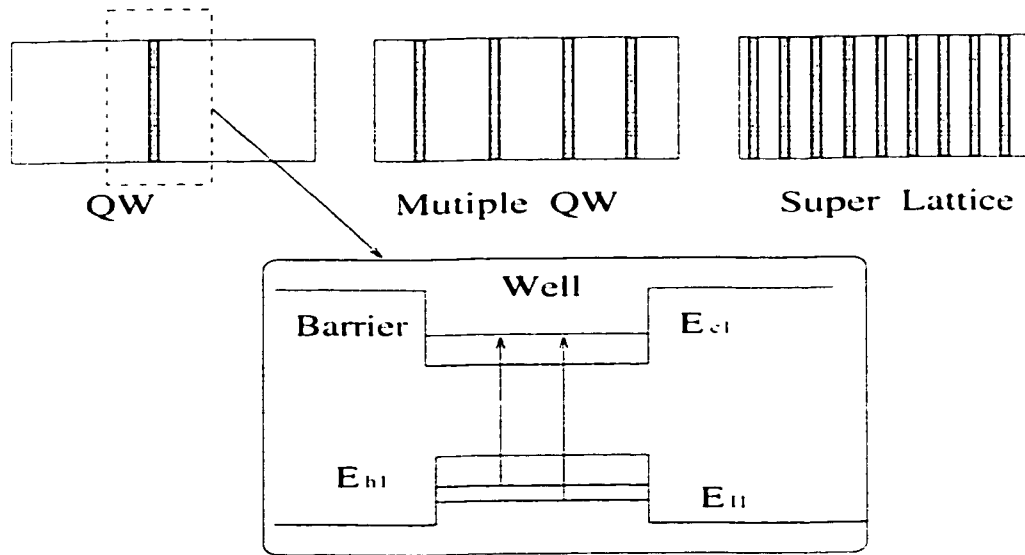 QW
Mutiple QW
Super Lattice
Well
Barrier
Ec1
Eh1
El1